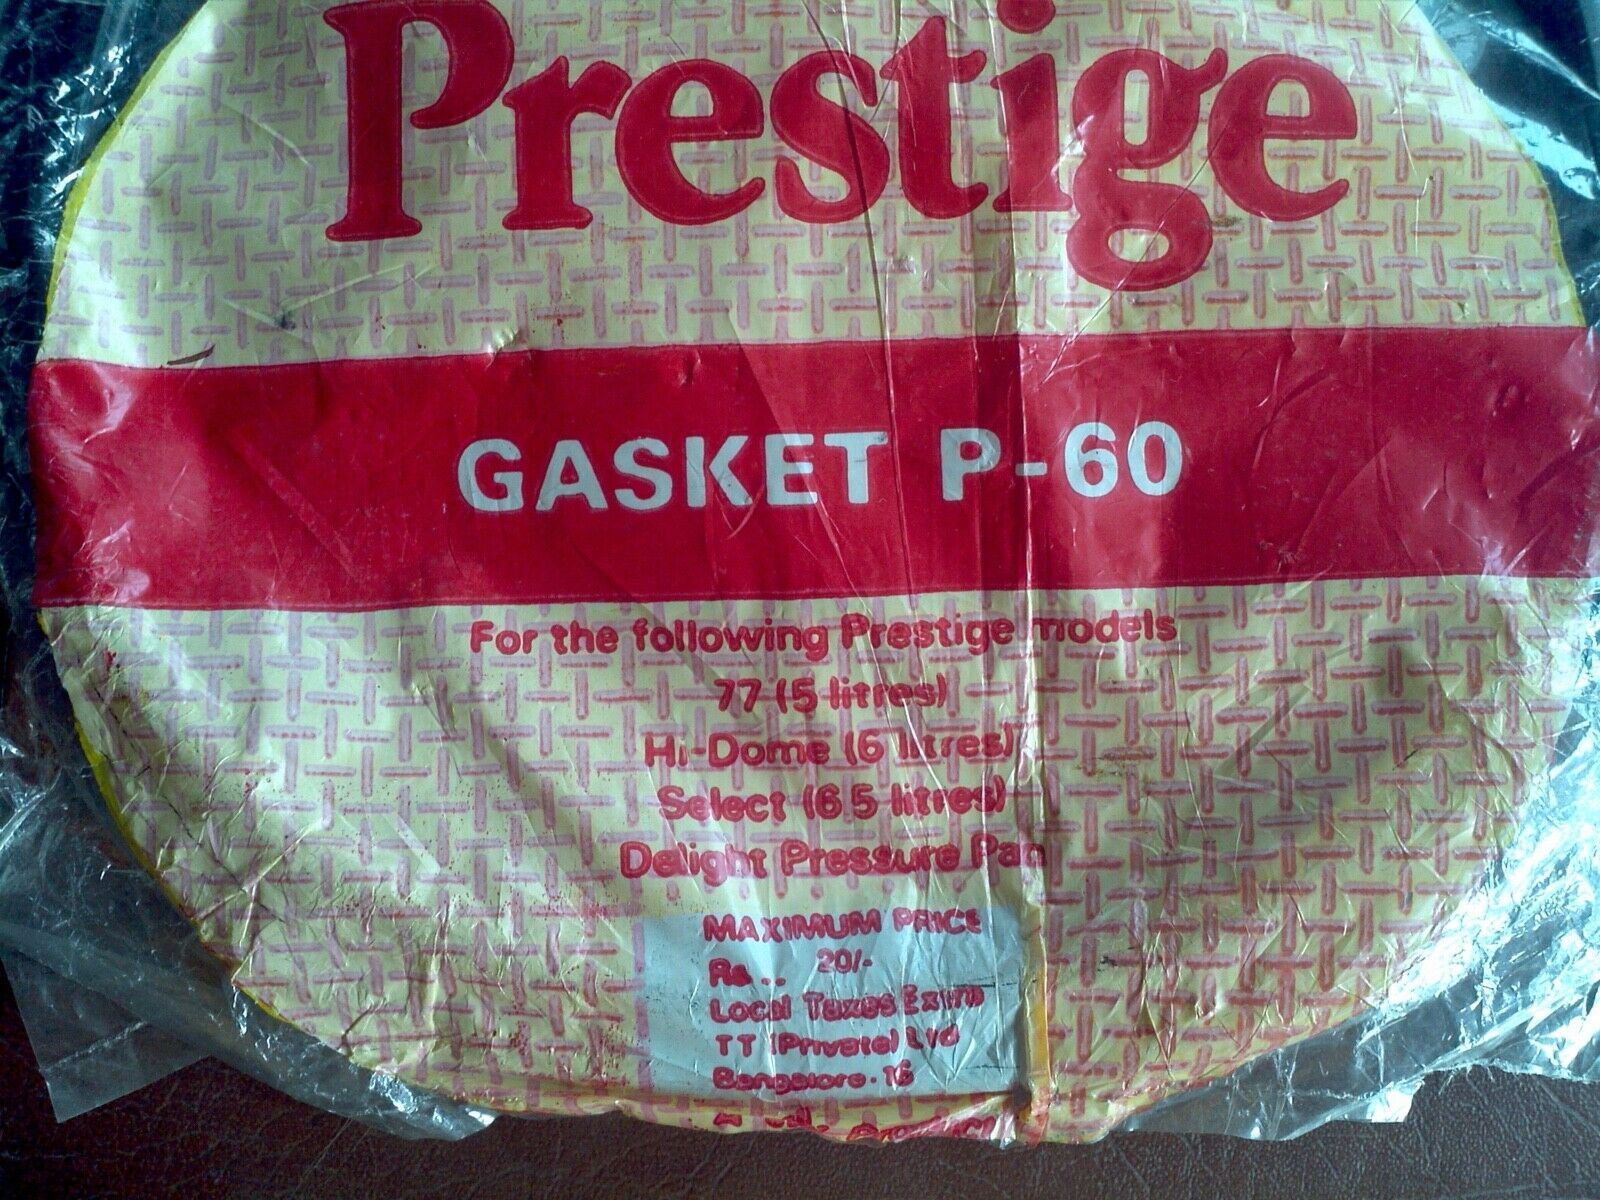 Prestige
GASKET P-60
For the following Prestige models
77 (5 litres)
Hi-Dome (6 litres)
Select (6.5 litres)
Delight Pressure Pan
MAXIMUM PRICE
Rs .. 20/-
Local Taxes Extra
TT (Private) Ltd
Bangalore-16